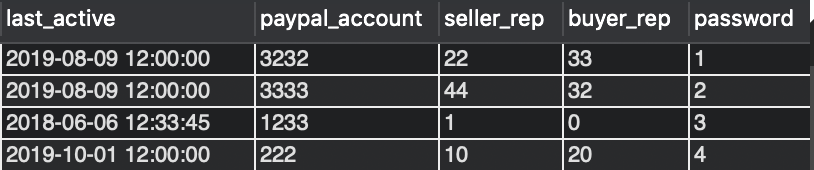 last_active paypal_account seller_rep buyer_rep password
2019-08-09 12:00:00 3232 22 33 1
2019-08-09 12:00:00 3333 44 32 2
2018-06-06 12:33:45 1233 1 0 3
2019-10-01 12:00:00 222 10 20 4